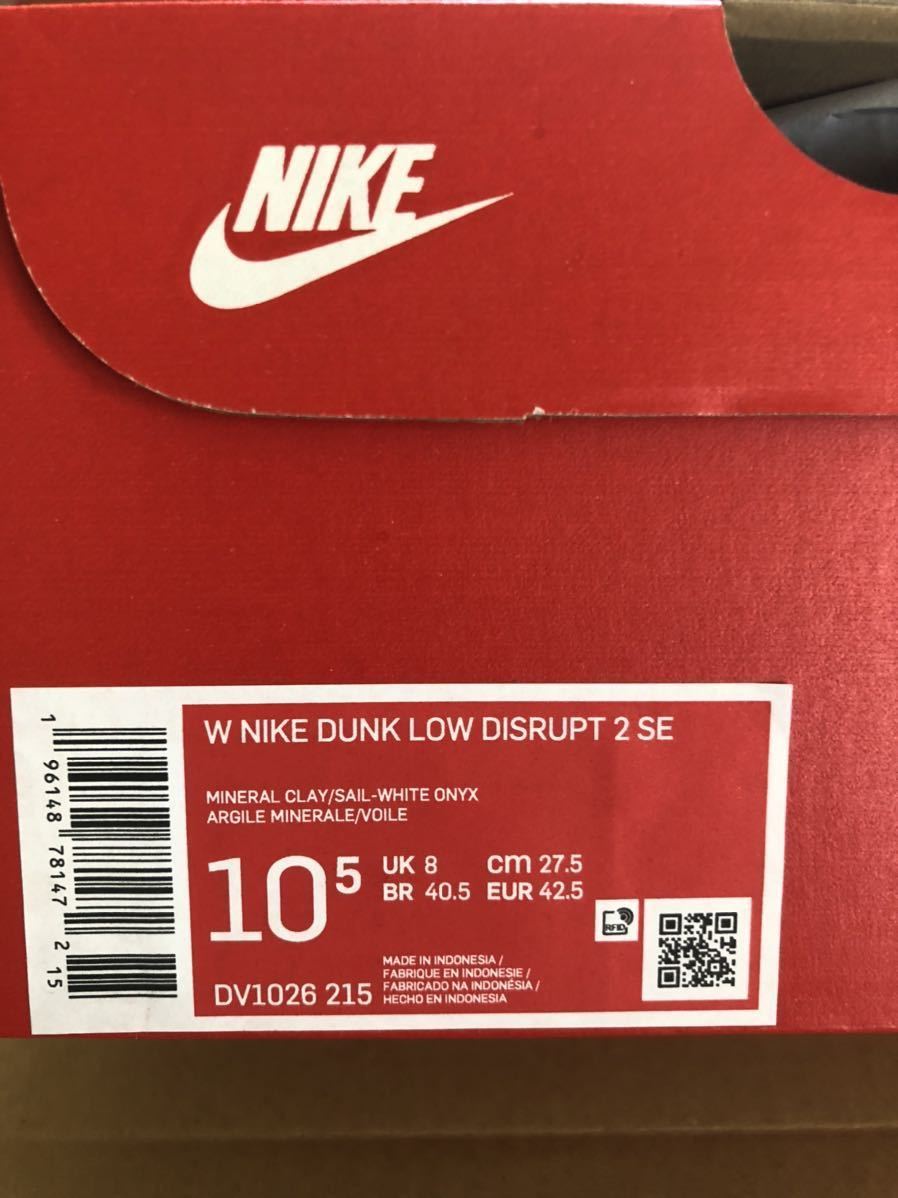 NIKE
W NIKE DUNK LOW DISRUPT 2 SE
MINERAL CLAY/SAIL-WHITE ONYX
ARGILE MINERALE/VOILE
10⁵ UK 8 cm 27.5
BR 40.5 EUR 42.5
RFID
MADE IN INDONESIA /
FABRIQUE EN INDONESIE /
FABRICADO NA INDONÉSIA /
HECHO EN INDONESIA
DV1026 215
1 96148 78147 2 15